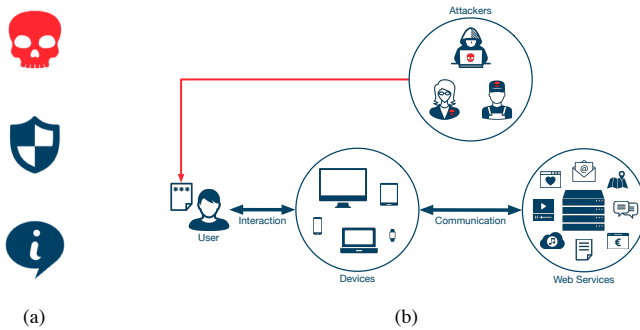 Attackers
***
@
i
User
Interaction
Communication
€
Devices
Web Services
(a)
(b)